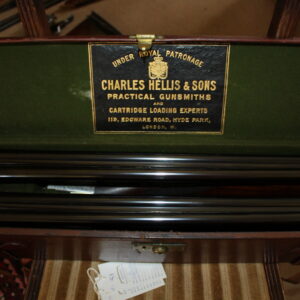 UNDER ROYAL PATRONAGE
CHARLES HELLIS & SONS
PRACTICAL GUNSMITHS
AND
CARTRIDGE LOADING EXPERTS
119, EDGWARE ROAD, HYDE PARK,
LONDON, W.